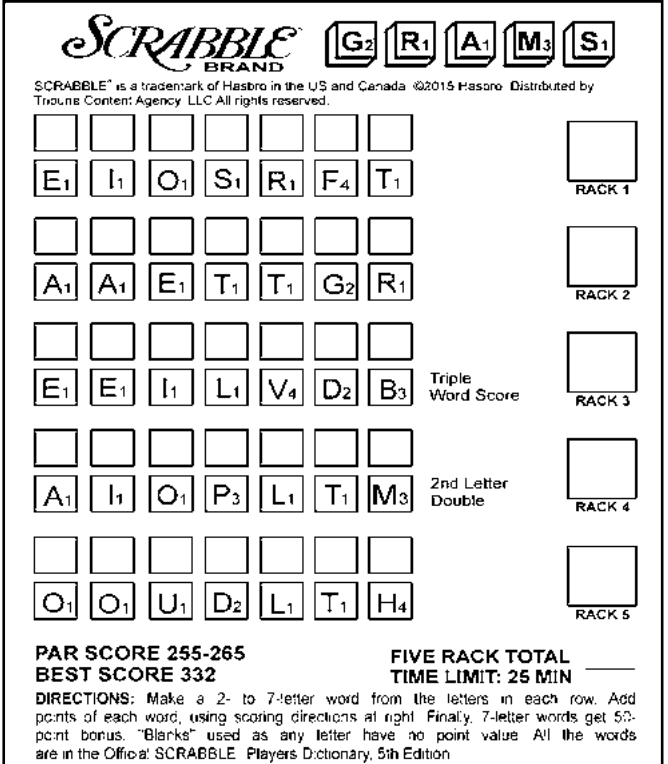 SCRABBLE G2 R1 A1 M3 S1
BRAND
SCRABBLE™ is a trademark of Hasbro in the US and Canada. ©2015 Hasbro. Distributed by
Tribune Content Agency, LLC All rights reserved.
E1 I1 O1 S1 R1 F4 T1 RACK 1
A1 A1 E1 T1 T1 G2 R1 RACK 2
Triple
E1 E1 I1 L1 V4 D2 B3 Word Score RACK 3
2nd Letter
A1 I1 O1 P3 L1 T1 M3 Double RACK 4
O1 O1 U1 D2 L1 T1 H4 RACK 5
PAR SCORE 255-265 FIVE RACK TOTAL
BEST SCORE 332 TIME LIMIT: 25 MIN
DIRECTIONS: Make a 2- to 7-letter word from the letters in each row. Add
points of each word, using scoring directions at right. Finally, 7-letter words get 50-
point bonus. "Blanks" used as any letter have no point value. All the words
are in the Official SCRABBLE Players Dictionary, 5th Edition